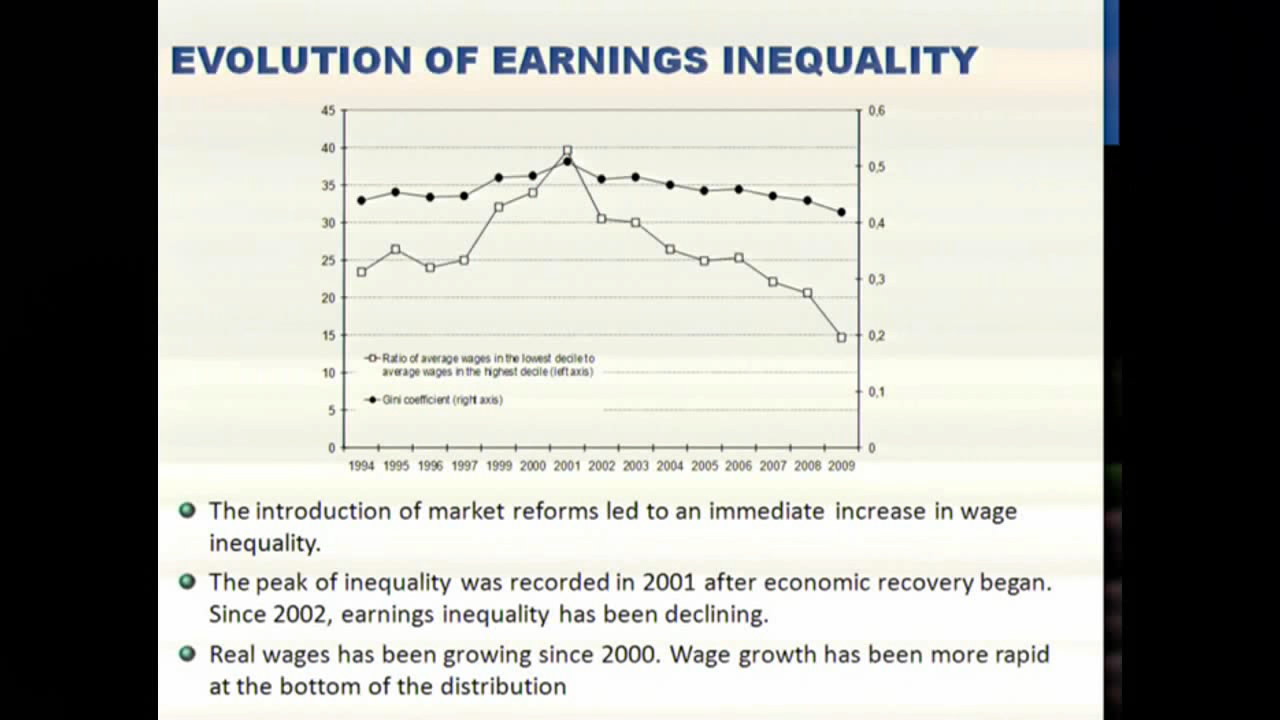 EVOLUTION OF EARNINGS INEQUALITY
45
40
35
30
25
20
15
10
5
0
0,6
0,5
0,4
0,3
0,2
0,1
0
Ratio of average wages in the lowest decile to
average wages in the highest decile (left axis)
Gini coefficient (right axis)
1994 1995 1996 1997 1999 2000 2001 2002 2003 2004 2005 2006 2007 2008 2009
The introduction of market reforms led to an immediate increase in wage
inequality.
The peak of inequality was recorded in 2001 after economic recovery began.
Since 2002, earnings inequality has been declining.
Real wages has been growing since 2000. Wage growth has been more rapid
at the bottom of the distribution